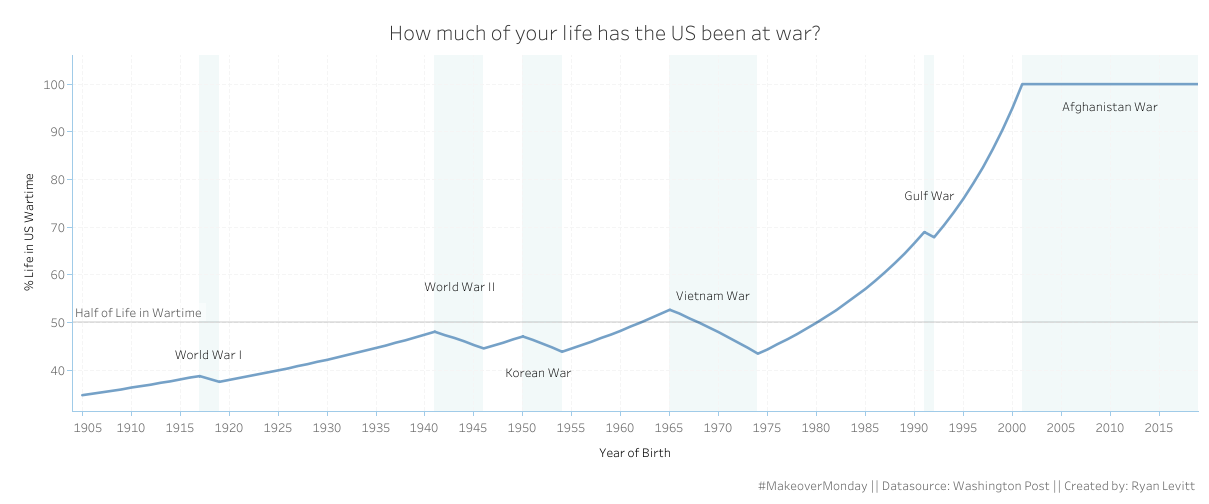 How much of your life has the US been at war?
% Life in US Wartime
100
90
80
70
60
50
40
Half of Life in Wartime
World War I
World War II
Korean War
Vietnam War
Gulf War
Afghanistan War
1905 1910 1915 1920 1925 1930 1935 1940 1945 1950 1955 1960 1965 1970 1975 1980 1985 1990 1995 2000 2005 2010 2015
Year of Birth
#MakeoverMonday || Datasource: Washington Post || Created by: Ryan Levitt